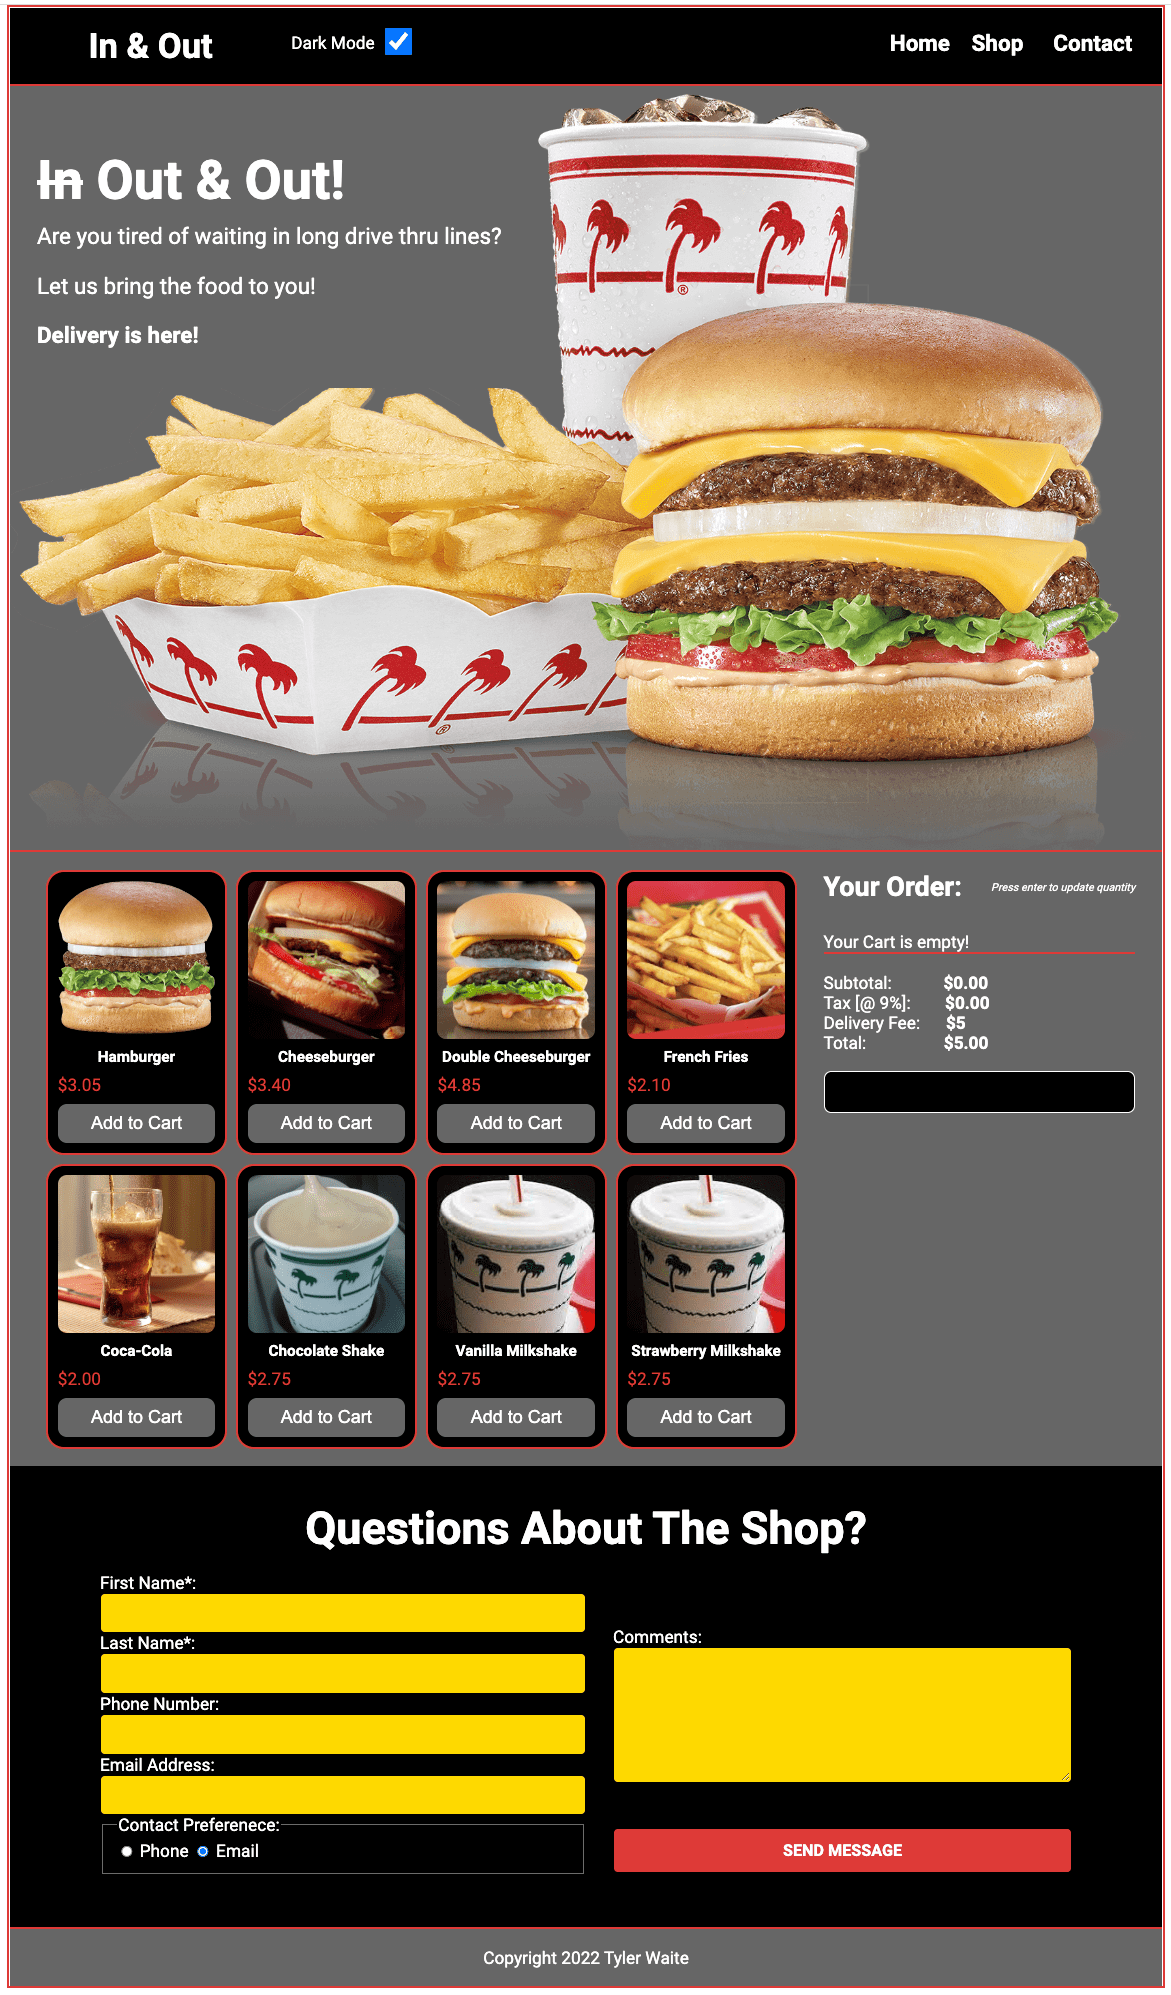 In & Out
Dark Mode
Home Shop Contact
In Out & Out!
Are you tired of waiting in long drive thru lines?
Let us bring the food to you!
Delivery is here!
®
®
Hamburger
$3.05
Add to Cart
Cheeseburger
$3.40
Add to Cart
Double Cheeseburger
$4.85
Add to Cart
French Fries
$2.10
Add to Cart
Coca-Cola
$2.00
Add to Cart
Chocolate Shake
$2.75
Add to Cart
Vanilla Milkshake
$2.75
Add to Cart
Strawberry Milkshake
$2.75
Add to Cart
Your Order: Press enter to update quantity
Your Cart is empty!
Subtotal: $0.00
Tax [@ 9%]: $0.00
Delivery Fee: $5
Total: $5.00
Questions About The Shop?
First Name*:
Last Name*:
Phone Number:
Email Address:
Contact Preferenece:
Phone Email
Comments:
SEND MESSAGE
Copyright 2022 Tyler Waite